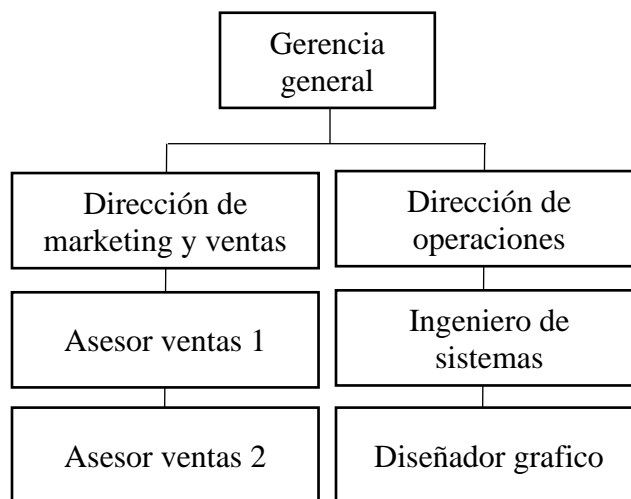 Gerencia
general
Dirección de
marketing y ventas
Dirección de
operaciones
Asesor ventas 1
Ingeniero de
sistemas
Asesor ventas 2
Diseñador grafico